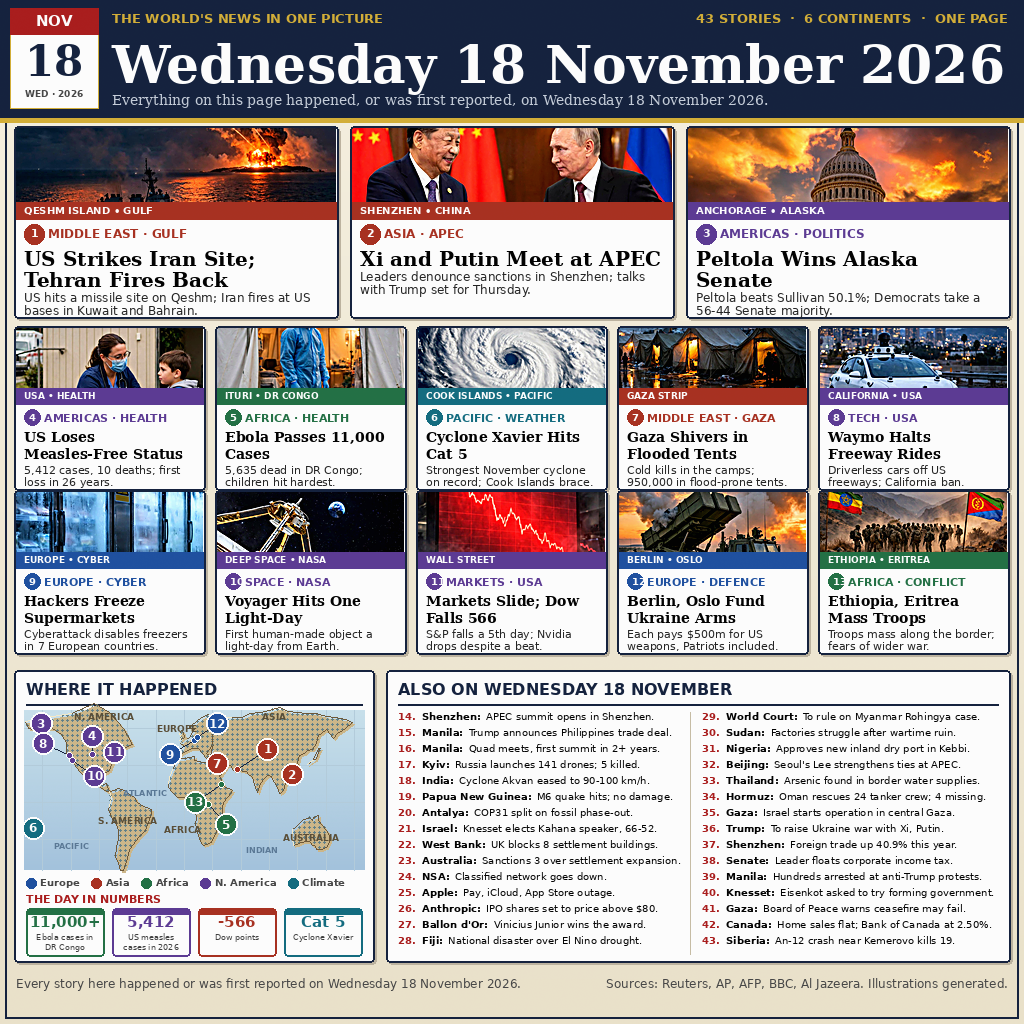 NOV
18
WED · 2026
THE WORLD'S NEWS IN ONE PICTURE
43 STORIES · 6 CONTINENTS · ONE PAGE
Wednesday 18 November 2026
Everything on this page happened, or was first reported, on Wednesday 18 November 2026.
QESHM ISLAND • GULF
1 MIDDLE EAST · GULF
US Strikes Iran Site;
Tehran Fires Back
US hits a missile site on Qeshm; Iran fires at US
bases in Kuwait and Bahrain.
SHENZHEN • CHINA
2 ASIA · APEC
Xi and Putin Meet at APEC
Leaders denounce sanctions in Shenzhen; talks
with Trump set for Thursday.
ANCHORAGE • ALASKA
3 AMERICAS · POLITICS
Peltola Wins Alaska
Senate
Peltola beats Sullivan 50.1%; Democrats take a
56-44 Senate majority.
USA • HEALTH
4 AMERICAS · HEALTH
US Loses
Measles-Free Status
5,412 cases, 10 deaths; first
loss in 26 years.
ITURI • DR CONGO
5 AFRICA · HEALTH
Ebola Passes 11,000
Cases
5,635 dead in DR Congo;
children hit hardest.
COOK ISLANDS • PACIFIC
6 PACIFIC · WEATHER
Cyclone Xavier Hits
Cat 5
Strongest November cyclone
on record; Cook Islands brace.
GAZA STRIP
7 MIDDLE EAST · GAZA
Gaza Shivers in
Flooded Tents
Cold kills in the camps;
950,000 in flood-prone tents.
CALIFORNIA • USA
8 TECH · USA
Waymo Halts
Freeway Rides
Driverless cars off US
freeways; California ban.
EUROPE • CYBER
9 EUROPE · CYBER
Hackers Freeze
Supermarkets
Cyberattack disables freezers
in 7 European countries.
DEEP SPACE • NASA
10 SPACE · NASA
Voyager Hits One
Light-Day
First human-made object a
light-day from Earth.
WALL STREET
11 MARKETS · USA
Markets Slide; Dow
Falls 566
S&P falls a 5th day; Nvidia
drops despite a beat.
BERLIN • OSLO
12 EUROPE · DEFENCE
Berlin, Oslo Fund
Ukraine Arms
Each pays $500m for US
weapons, Patriots included.
ETHIOPIA • ERITREA
13 AFRICA · CONFLICT
Ethiopia, Eritrea
Mass Troops
Troops mass along the border;
fears of wider war.
WHERE IT HAPPENED
N. AMERICA
EUROPE
ASIA
ATLANTIC
S. AMERICA
AFRICA
AUSTRALIA
PACIFIC
INDIAN
3
8
4
11
10
12
9
7
1
2
13
5
6
Europe
Asia
Africa
N. America
Climate
THE DAY IN NUMBERS
11,000+
Ebola cases in
DR Congo
5,412
US measles
cases in 2026
-566
Dow points
Cat 5
Cyclone Xavier
ALSO ON WEDNESDAY 18 NOVEMBER
14. Shenzhen: APEC summit opens in Shenzhen.
15. Manila: Trump announces Philippines trade deal.
16. Manila: Quad meets, first summit in 2+ years.
17. Kyiv: Russia launches 141 drones; 5 killed.
18. India: Cyclone Akvan eased to 90-100 km/h.
19. Papua New Guinea: M6 quake hits; no damage.
20. Antalya: COP31 split on fossil phase-out.
21. Israel: Knesset elects Kahana speaker, 66-52.
22. West Bank: UK blocks 8 settlement buildings.
23. Australia: Sanctions 3 over settlement expansion.
24. NSA: Classified network goes down.
25. Apple: Pay, iCloud, App Store outage.
26. Anthropic: IPO shares set to price above $80.
27. Ballon d'Or: Vinicius Junior wins the award.
28. Fiji: National disaster over El Nino drought.
29. World Court: To rule on Myanmar Rohingya case.
30. Sudan: Factories struggle after wartime ruin.
31. Nigeria: Approves new inland dry port in Kebbi.
32. Beijing: Seoul's Lee strengthens ties at APEC.
33. Thailand: Arsenic found in border water supplies.
34. Hormuz: Oman rescues 24 tanker crew; 4 missing.
35. Gaza: Israel starts operation in central Gaza.
36. Trump: To raise Ukraine war with Xi, Putin.
37. Shenzhen: Foreign trade up 40.9% this year.
38. Senate: Leader floats corporate income tax.
39. Manila: Hundreds arrested at anti-Trump protests.
40. Knesset: Eisenkot asked to try forming government.
41. Gaza: Board of Peace warns ceasefire may fail.
42. Canada: Home sales flat; Bank of Canada at 2.50%.
43. Siberia: An-12 crash near Kemerovo kills 19.
Every story here happened or was first reported on Wednesday 18 November 2026.
Sources: Reuters, AP, AFP, BBC, Al Jazeera. Illustrations generated.